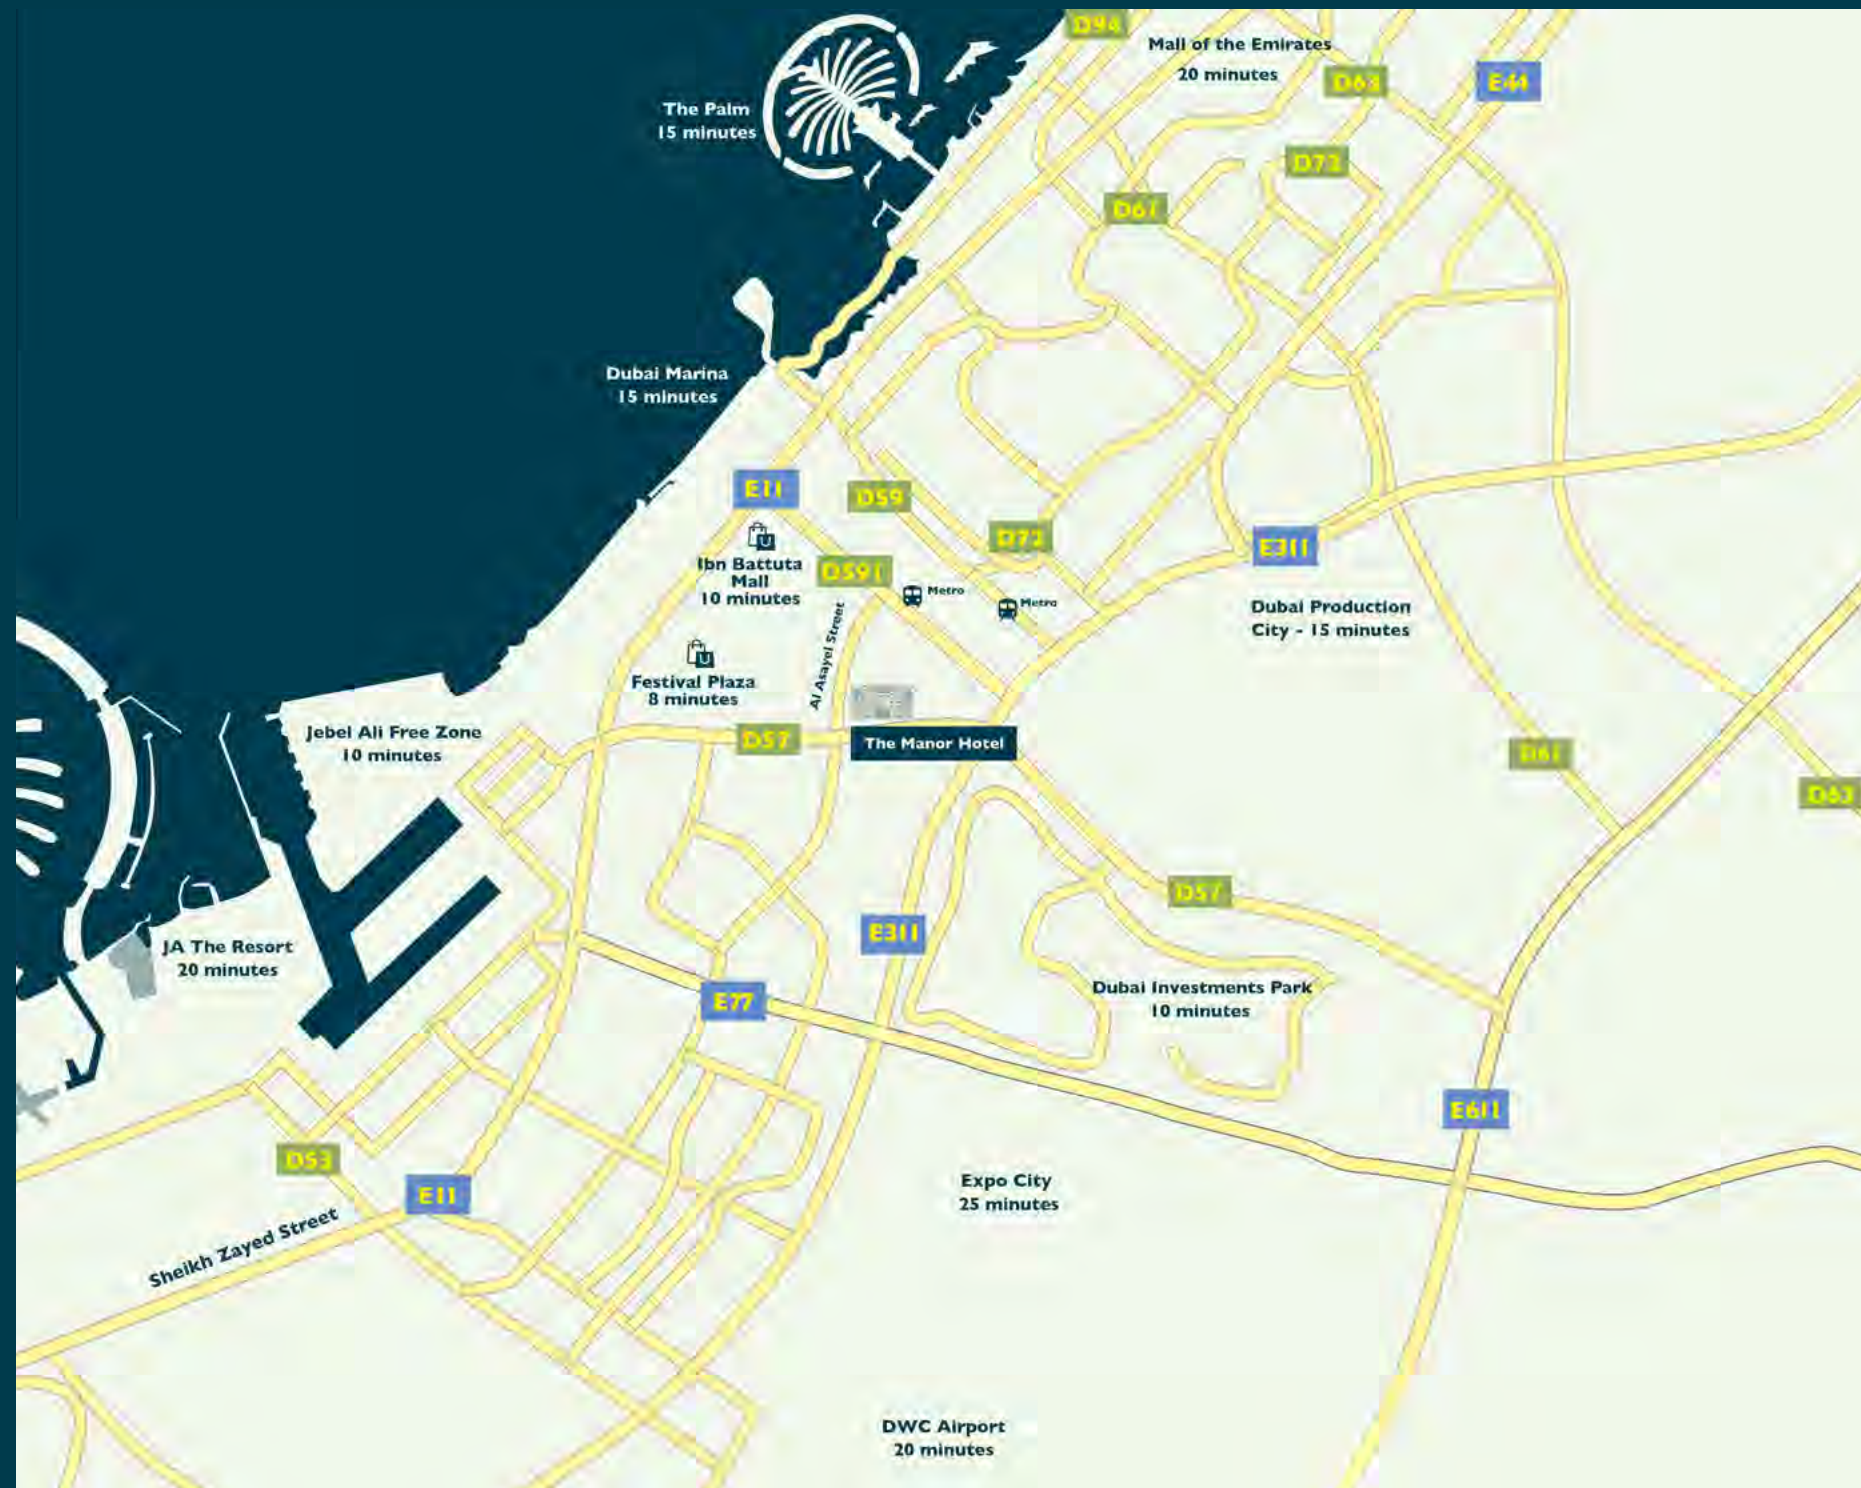 D94
Mall of the Emirates
20 minutes
D63
E44
The Palm
15 minutes
D72
D61
Dubai Marina
15 minutes
E11
D59
D72
E311
Ibn Battuta
Mall
10 minutes
D591
Metro
Metro
Dubai Production
City - 15 minutes
Al Asayel Street
Festival Plaza
8 minutes
Jebel Ali Free Zone
10 minutes
D57
The Manor Hotel
D61
D63
D57
E311
JA The Resort
20 minutes
E77
Dubai Investments Park
10 minutes
E611
D53
E11
Expo City
25 minutes
Sheikh Zayed Street
DWC Airport
20 minutes